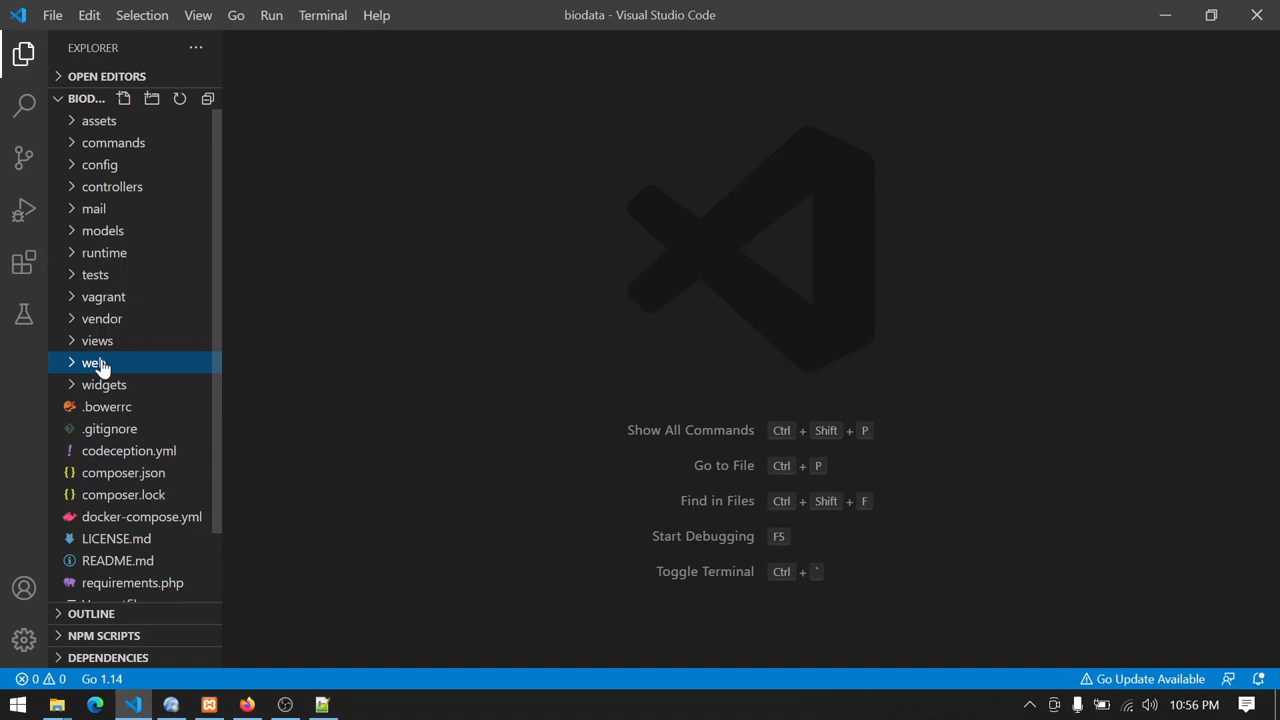 File Edit Selection View Go Run Terminal Help
biodata - Visual Studio Code
EXPLORER
OPEN EDITORS
BIOD...
assets
commands
config
controllers
mail
models
runtime
tests
vagrant
vendor
views
web
widgets
.bowerrc
.gitignore
codeception.yml
composer.json
composer.lock
docker-compose.yml
LICENSE.md
README.md
requirements.php
OUTLINE
NPM SCRIPTS
DEPENDENCIES
Show All Commands Ctrl + Shift + P
Go to File Ctrl + P
Find in Files Ctrl + Shift + F
Start Debugging F5
Toggle Terminal Ctrl + `
0 0 Go 1.14
Go Update Available
10:56 PM